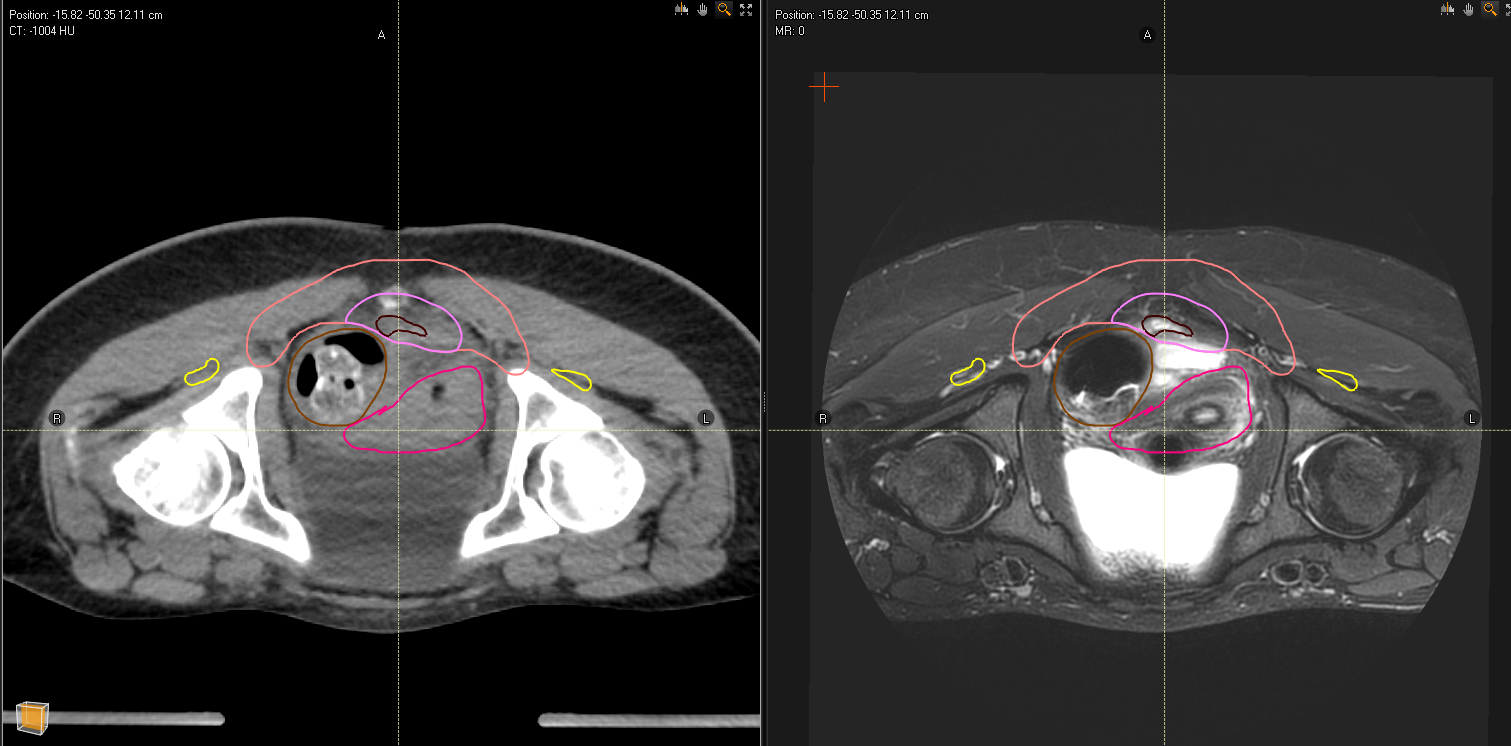 Position: -15.82 -50.35 12.11 cm
CT: -1004 HU
A
R
L
Position: -15.82 -50.35 12.11 cm
MR: 0
A
R
L